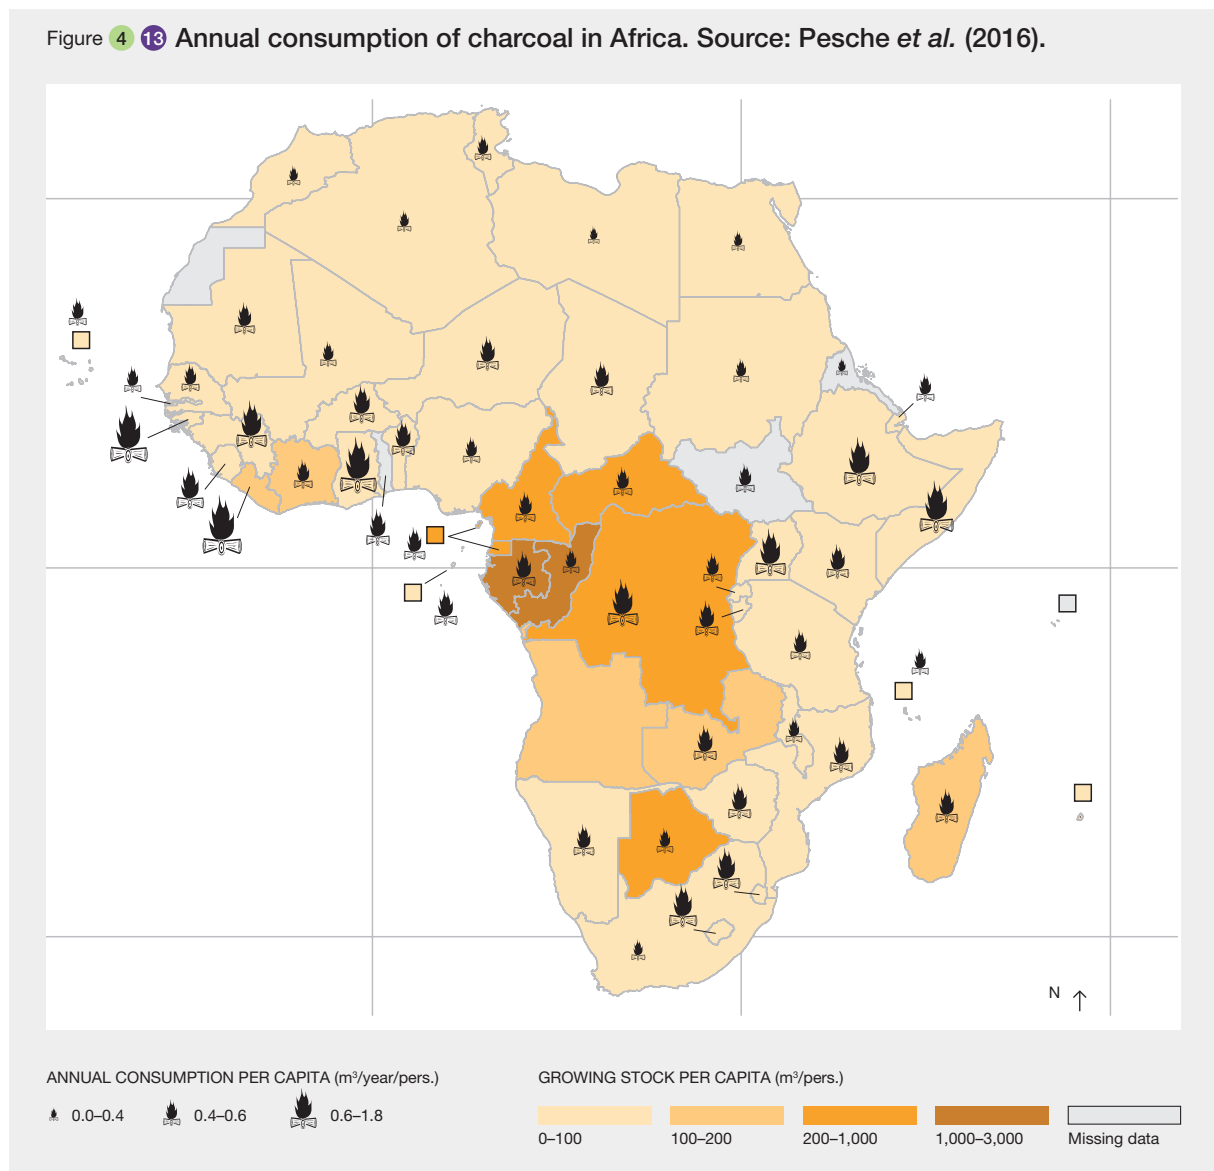 Figure 4 13 Annual consumption of charcoal in Africa. Source: Pesche et al. (2016).
N
ANNUAL CONSUMPTION PER CAPITA (m³/year/pers.)
0.0–0.4 0.4–0.6 0.6–1.8
GROWING STOCK PER CAPITA (m³/pers.)
0–100 100–200 200–1,000 1,000–3,000 Missing data